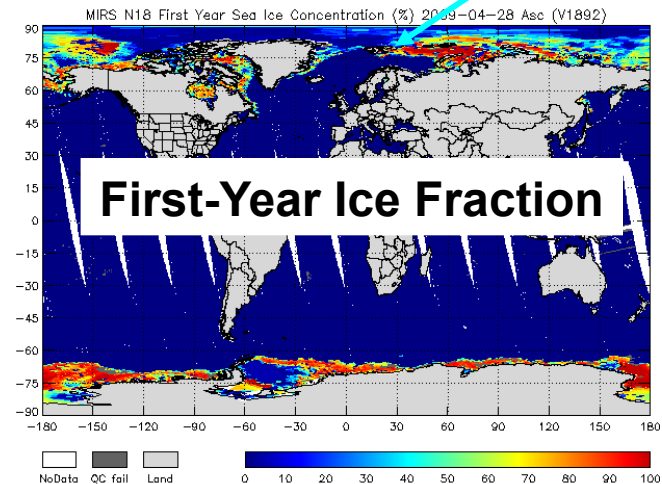 MIRS N18 First Year Sea Ice Concentration (%) 2009-04-28 Asc (V1892)
90
75
60
45
30
15
0
-15
-30
-45
-60
-75
-90
First-Year Ice Fraction
-180 -150 -120 -90 -60 -30 0 30 60 90 120 150 180
NoData QC fail Land
0 10 20 30 40 50 60 70 80 90 100